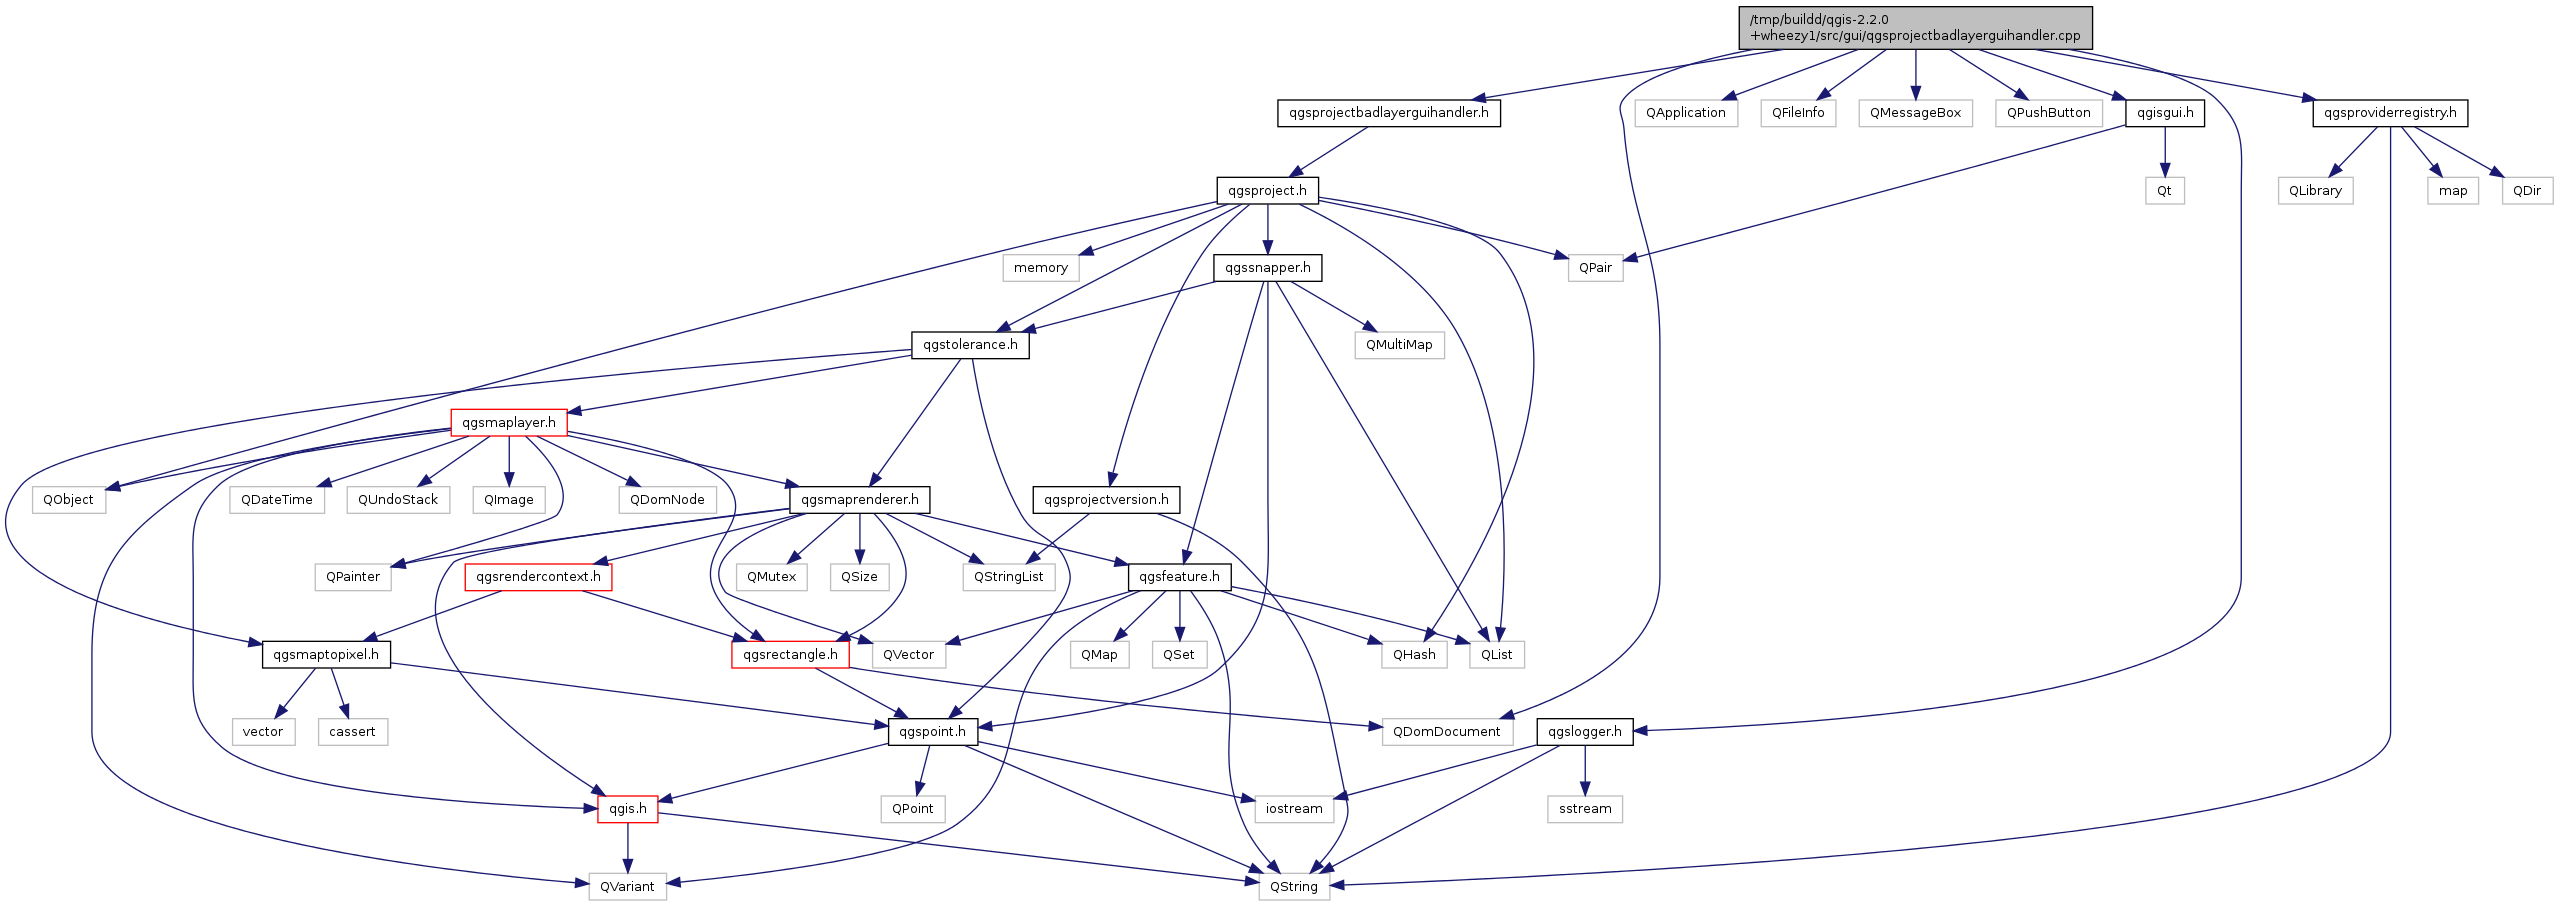 /tmp/buildd/qgis-2.2.0
+wheezy1/src/gui/qgsprojectbadlayerguihandler.cpp
qgsprojectbadlayerguihandler.h
QApplication
QFileInfo
QMessageBox
QPushButton
qgisgui.h
qgsproviderregistry.h
qgsproject.h
Qt
QLibrary
map
QDir
memory
qgssnapper.h
QPair
qgstolerance.h
QMultiMap
qgsmaplayer.h
QObject
QDateTime
QUndoStack
QImage
QDomNode
qgsmaprenderer.h
qgsprojectversion.h
QPainter
qgsrendercontext.h
QMutex
QSize
QStringList
qgsfeature.h
qgsmaptopixel.h
qgsrectangle.h
QVector
QMap
QSet
QHash
QList
vector
cassert
qgspoint.h
QDomDocument
qgslogger.h
qgis.h
QPoint
iostream
sstream
QVariant
QString